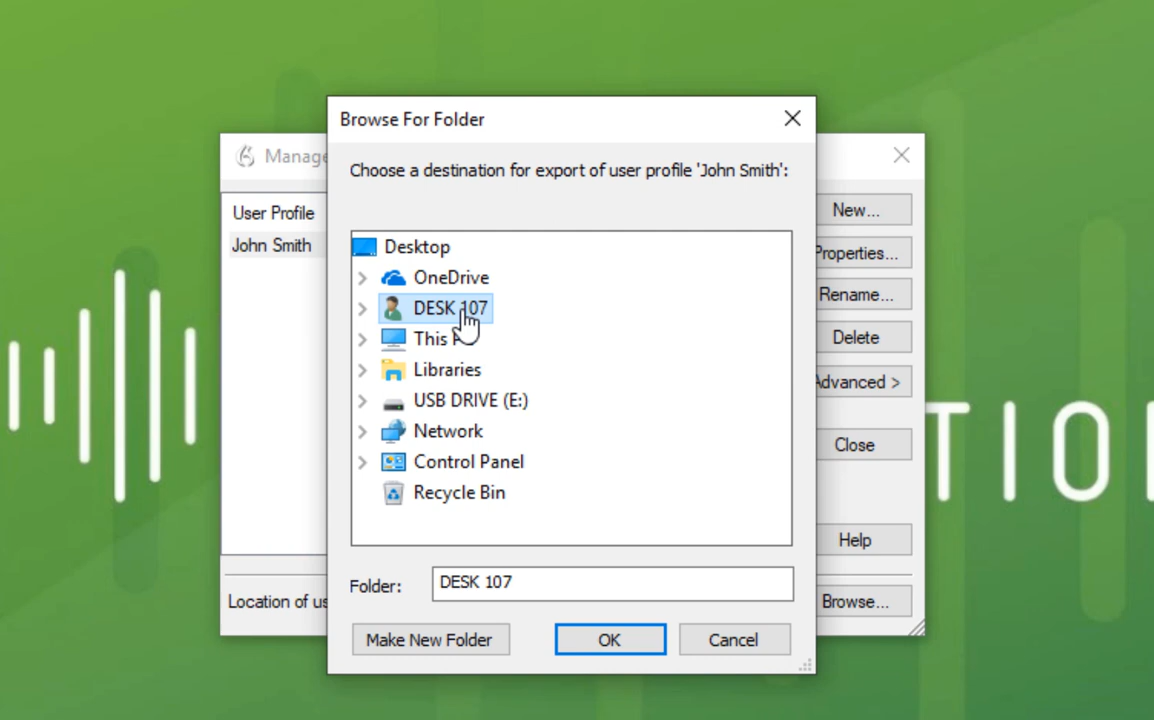 Browse For Folder
Manage
Choose a destination for export of user profile 'John Smith':
User Profile
John Smith
New...
Properties...
Rename...
Delete
Advanced >
Close
Help
Browse...
Desktop
OneDrive
DESK 107
This
Libraries
USB DRIVE (E:)
Network
Control Panel
Recycle Bin
Folder:
DESK 107
Location of us
Make New Folder
OK
Cancel
TIO